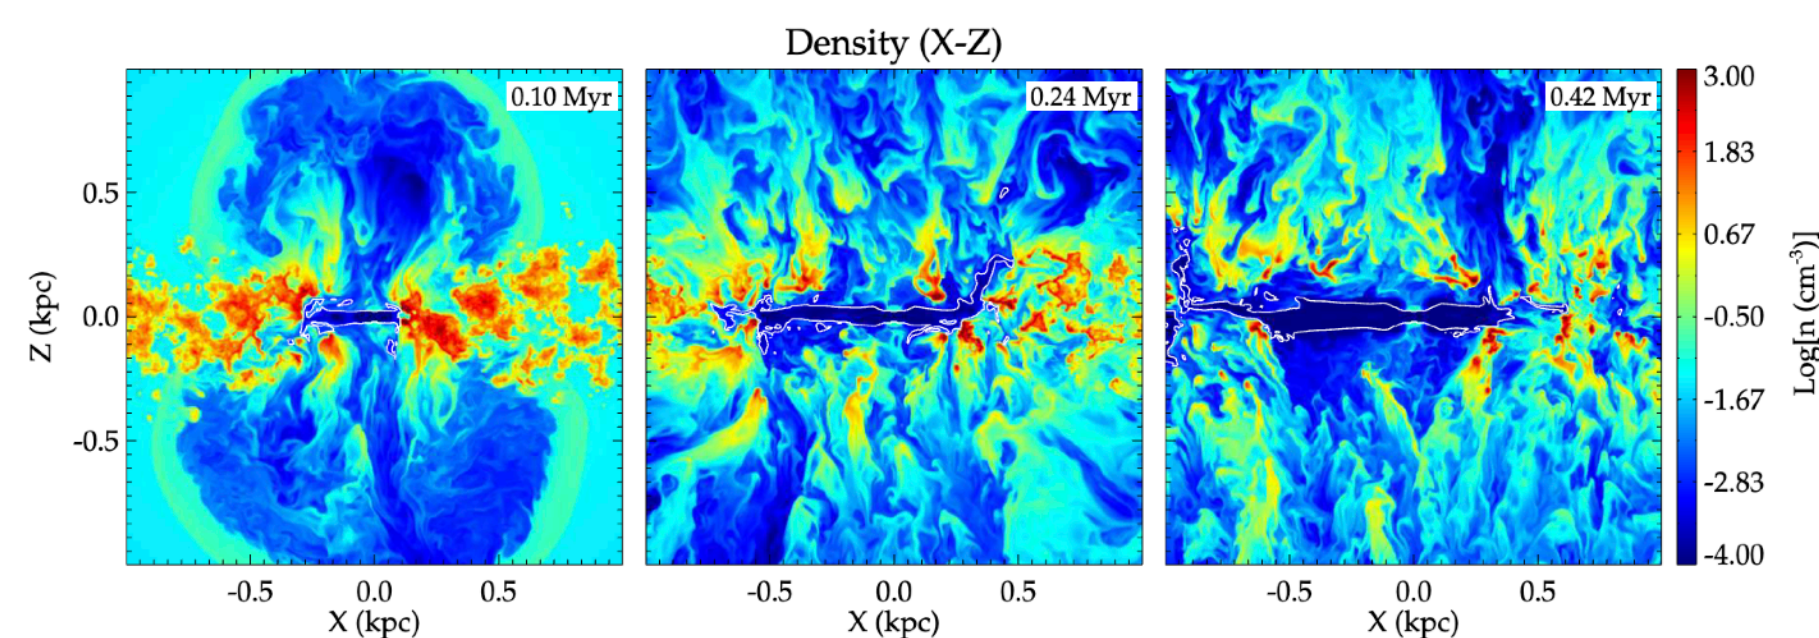 Density (X-Z)
0.10 Myr
0.24 Myr
0.42 Myr
3.00
1.83
0.67
-0.50
-1.67
-2.83
-4.00
Log[n (cm-3)]
Z (kpc)
0.5
0.0
-0.5
-0.5 0.0 0.5
-0.5 0.0 0.5
-0.5 0.0 0.5
X (kpc)
X (kpc)
X (kpc)